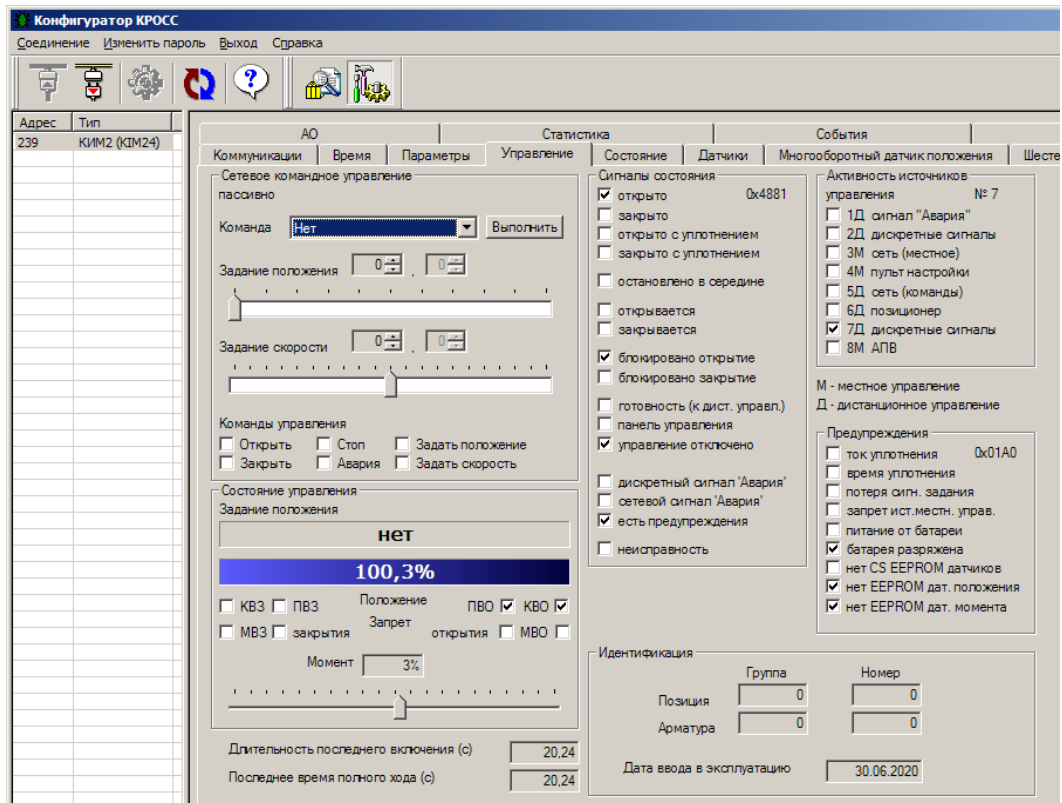 Конфигуратор КРОСС
Соединение Изменить пароль Выход Справка
Адрес Тип
239 КИМ2 (KIM24)
АО Статистика События
Коммуникации Время Параметры Управление Состояние Датчики Многооборотный датчик положения Шесте
Сетевое командное управление
пассивно
Команда Нет Выполнить
Задание положения 0 , 0
Задание скорости 0 , 0
Команды управления
Открыть Стоп Задать положение
Закрыть Авария Задать скорость
Состояние управления
Задание положения
нет
100,3%
КВЗ ПВЗ Положение ПВО КВО
Запрет
МВЗ закрытия открытия МВО
Момент 3%
Длительность последнего включения (с) 20,24
Последнее время полного хода (с) 20,24
Сигналы состояния
открыто 0x4881
закрыто
открыто с уплотнением
закрыто с уплотнением
остановлено в середине
открывается
закрывается
блокировано открытие
блокировано закрытие
готовность (к дист. управл.)
панель управления
управление отключено
дискретный сигнал 'Авария'
сетевой сигнал 'Авария'
есть предупреждения
неисправность
Активность источников
управления № 7
1Д сигнал "Авария"
2Д дискретные сигналы
3М сеть (местное)
4М пульт настройки
5Д сеть (команды)
6Д позиционер
7Д дискретные сигналы
8М АПВ
М - местное управление
Д - дистанционное управление
Предупреждения
ток уплотнения 0x01A0
время уплотнения
потеря сигн. задания
запрет ист.местн. управ.
питание от батареи
батарея разряжена
нет CS EEPROM датчиков
нет EEPROM дат. положения
нет EEPROM дат. момента
Идентификация
Группа Номер
Позиция 0 0
Арматура 0 0
Дата ввода в эксплуатацию 30.06.2020